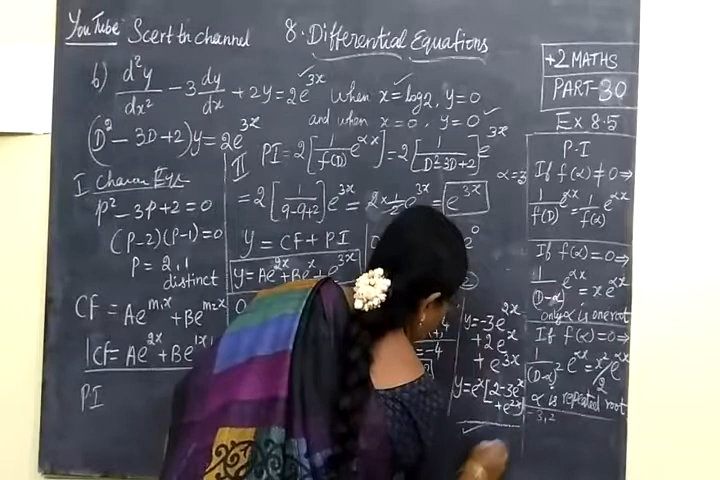 YouTube Scert tn channel
8. Differential Equations
+2 MATHS
PART-30
Ex 8.5
6) d²y/dx² - 3 dy/dx + 2y = 2e^3x When x = log2, y = 0
and when x = 0, y = 0
(D² - 3D + 2)y = 2e^3x
I Charac Eqn
p² - 3p + 2 = 0
(p-2)(p-1) = 0
p = 2, 1
distinct
CF = Ae^m₁x + Be^m₂x
CF = Ae^2x + Be^1x
PI
II PI = 2[1/f(D) e^αx] = 2[1/D² 3D+2] e^3x
α = 3
= 2[1/9-9+2] e^3x = 2×1/2 e^3x = e^3x
y = CF + PI
y = Ae^2x + Be^x + e^3x
y = -3e^2x
+ 2e^x
+ e^3x
y = e^x[2-3e^x
+e^2x]
P.I
If f(α) ≠ 0 ⇒
1/f(D) e^αx = 1/f(α) e^αx
If f(α) = 0 ⇒
1/(D-α) e^αx = x e^αx
only α is one root
If f(α) = 0 ⇒
1/(D-α)² e^αx = x²/2 e^αx
α is repeated root